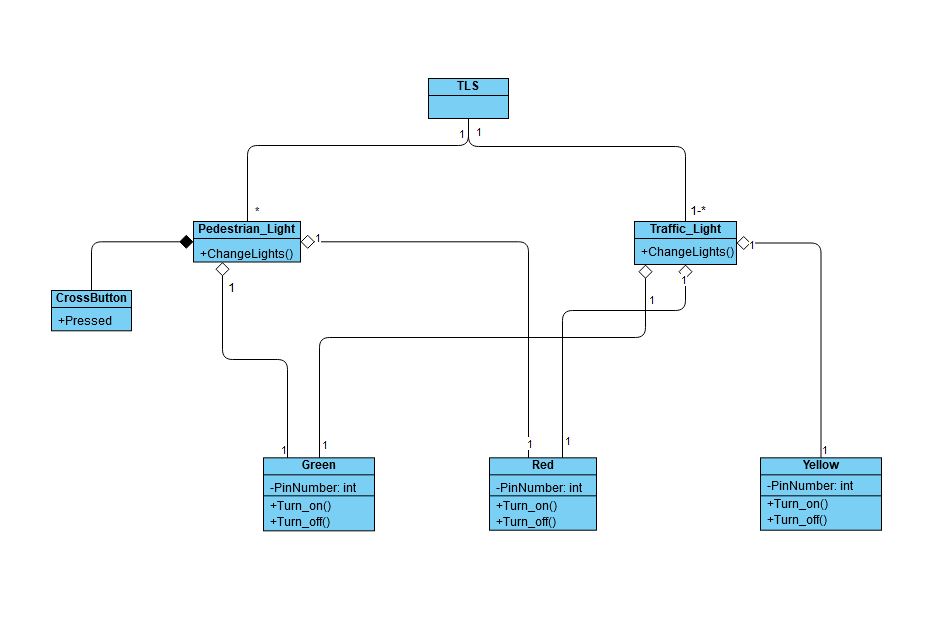 TLS
1 1
* 1-*
Pedestrian_Light
+ChangeLights()
1
1
Traffic_Light
+ChangeLights()
1
1
1
CrossButton
+Pressed
1 1
1 1
1
Green
-PinNumber: int
+Turn_on()
+Turn_off()
Red
-PinNumber: int
+Turn_on()
+Turn_off()
Yellow
-PinNumber: int
+Turn_on()
+Turn_off()